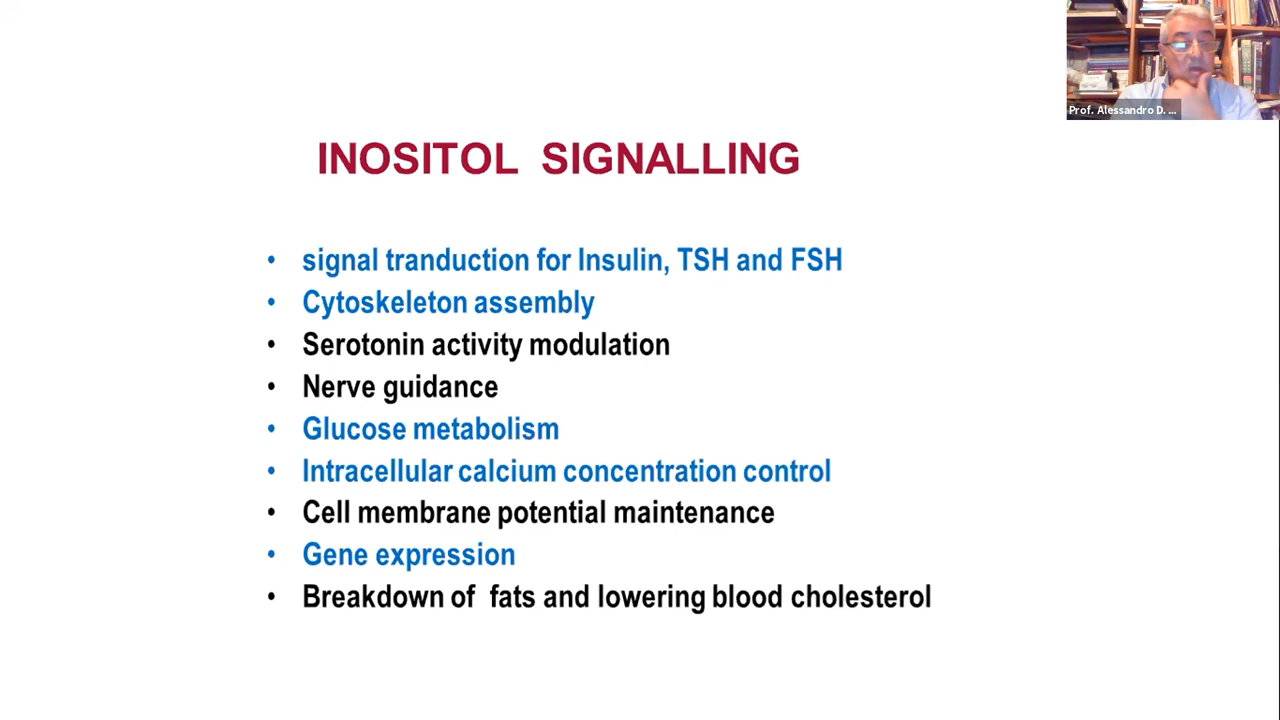 Prof. Alessandro D. ...
INOSITOL SIGNALLING
• signal tranduction for Insulin, TSH and FSH
• Cytoskeleton assembly
• Serotonin activity modulation
• Nerve guidance
• Glucose metabolism
• Intracellular calcium concentration control
• Cell membrane potential maintenance
• Gene expression
• Breakdown of fats and lowering blood cholesterol